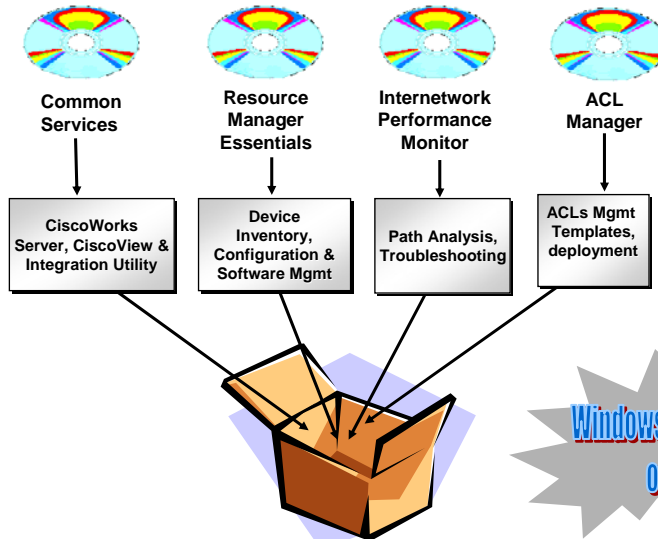 Common
Services
Resource
Manager
Essentials
Internetwork
Performance
Monitor
ACL
Manager
CiscoWorks
Server, CiscoView &
Integration Utility
Device
Inventory,
Configuration &
Software Mgmt
Path Analysis,
Troubleshooting
ACLs Mgmt
Templates,
deployment
Windows